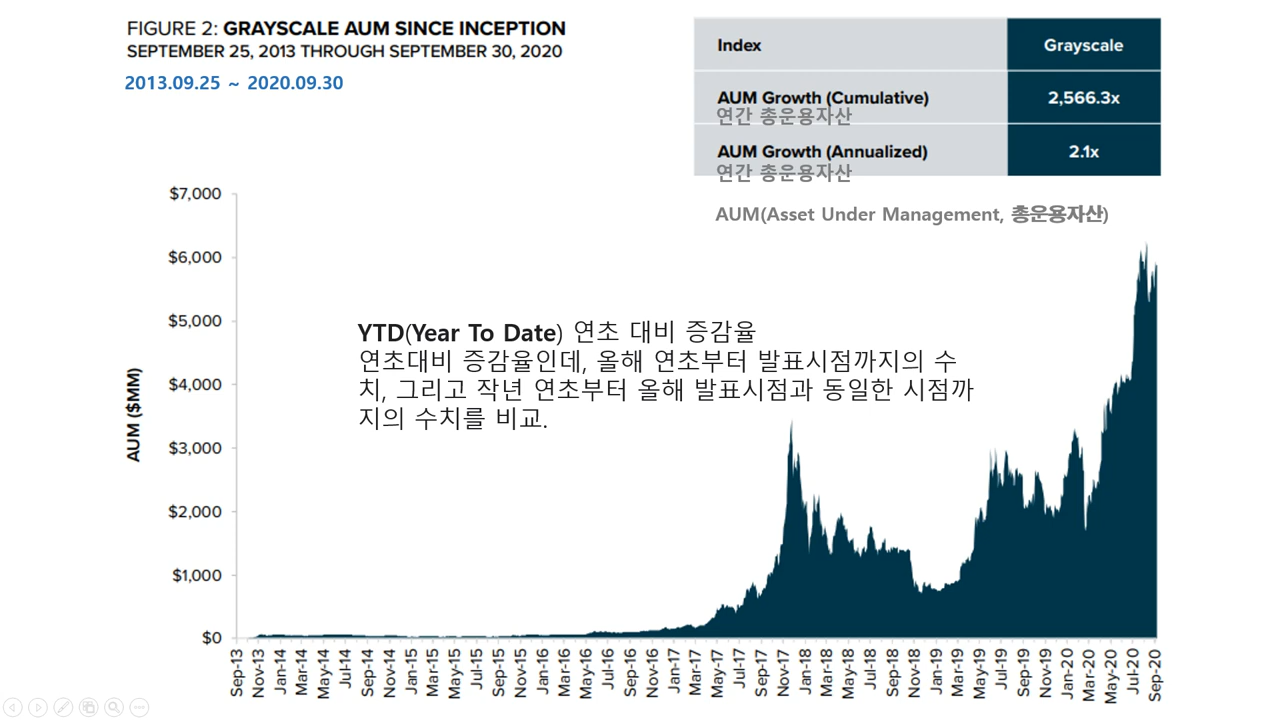 FIGURE 2: GRAYSCALE AUM SINCE INCEPTION
SEPTEMBER 25, 2013 THROUGH SEPTEMBER 30, 2020
2013.09.25 ~ 2020.09.30
Index Grayscale
AUM Growth (Cumulative) 2,566.3x
연간 총운용자산
AUM Growth (Annualized) 2.1x
연간 총운용자산
AUM(Asset Under Management, 총운용자산)
YTD(Year To Date) 연초 대비 증감율
연초대비 증감율인데, 올해 연초부터 발표시점까지의 수
치, 그리고 작년 연초부터 올해 발표시점과 동일한 시점까
지의 수치를 비교.
AUM ($MM)
$7,000
$6,000
$5,000
$4,000
$3,000
$2,000
$1,000
$0
Sep-13 Nov-13 Jan-14 Mar-14 May-14 Jul-14 Sep-14 Nov-14 Jan-15 Mar-15 May-15 Jul-15 Sep-15 Nov-15 Jan-16 Mar-16 May-16 Jul-16 Sep-16 Nov-16 Jan-17 Mar-17 May-17 Jul-17 Sep-17 Nov-17 Jan-18 Mar-18 May-18 Jul-18 Sep-18 Nov-18 Jan-19 Mar-19 May-19 Jul-19 Sep-19 Nov-19 Jan-20 Mar-20 May-20 Jul-20 Sep-20